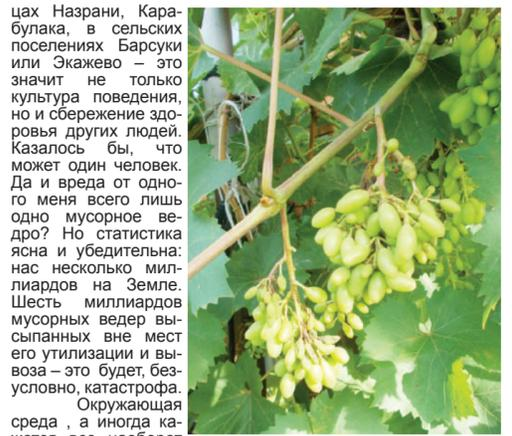 цах Назрани, Кара-
булака, в сельских
поселениях Барсуки
или Экажево – это
значит не только
культура поведения,
но и сбережение здо-
ровья других людей.
Казалось бы, что
может один человек.
Да и вреда от одно-
го меня всего лишь
одно мусорное ве-
дро? Но статистика
ясна и убедительна:
нас несколько мил-
лиардов на Земле.
Шесть миллиардов
мусорных ведер вы-
сыпанных вне мест
его утилизации и вы-
воза – это будет, без-
условно, катастрофа.
Окружающая
среда , а иногда ка-